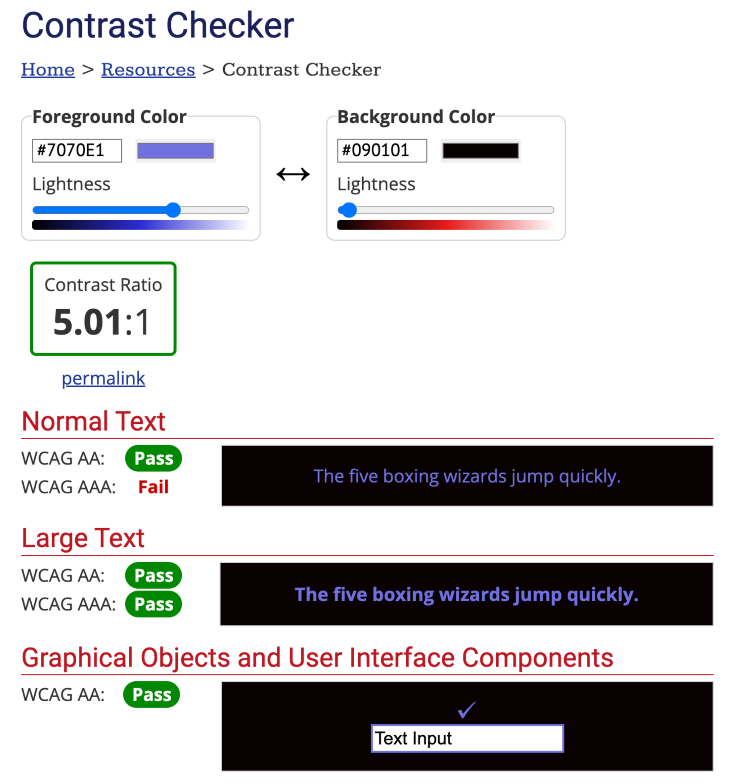 Contrast Checker
Home > Resources > Contrast Checker
Foreground Color
#7070E1
Lightness
Background Color
#090101
Lightness
Contrast Ratio
5.01:1
permalink
Normal Text
WCAG AA: Pass
WCAG AAA: Fail
The five boxing wizards jump quickly.
Large Text
WCAG AA: Pass
WCAG AAA: Pass
The five boxing wizards jump quickly.
Graphical Objects and User Interface Components
WCAG AA: Pass
Text Input